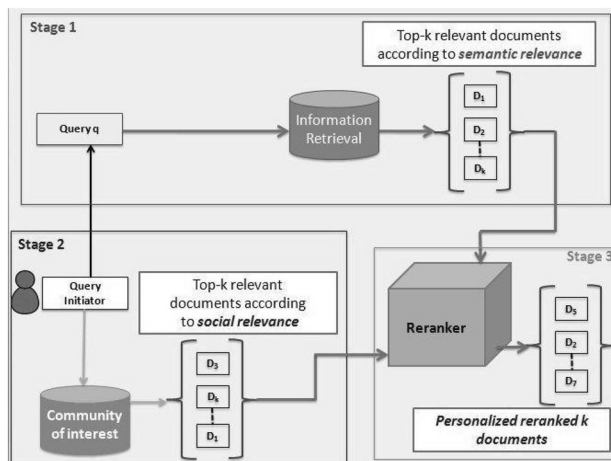 Stage 1
Top-k relevant documents
according to semantic relevance
Query q
Information
Retrieval
D1
D2
Dk
Stage 2
Query
Initiator
Top-k relevant
documents according
to social relevance
Community
of interest
D3
Dk
D1
Stage 3
Reranker
D5
D2
D7
Personalized reranked k
documents